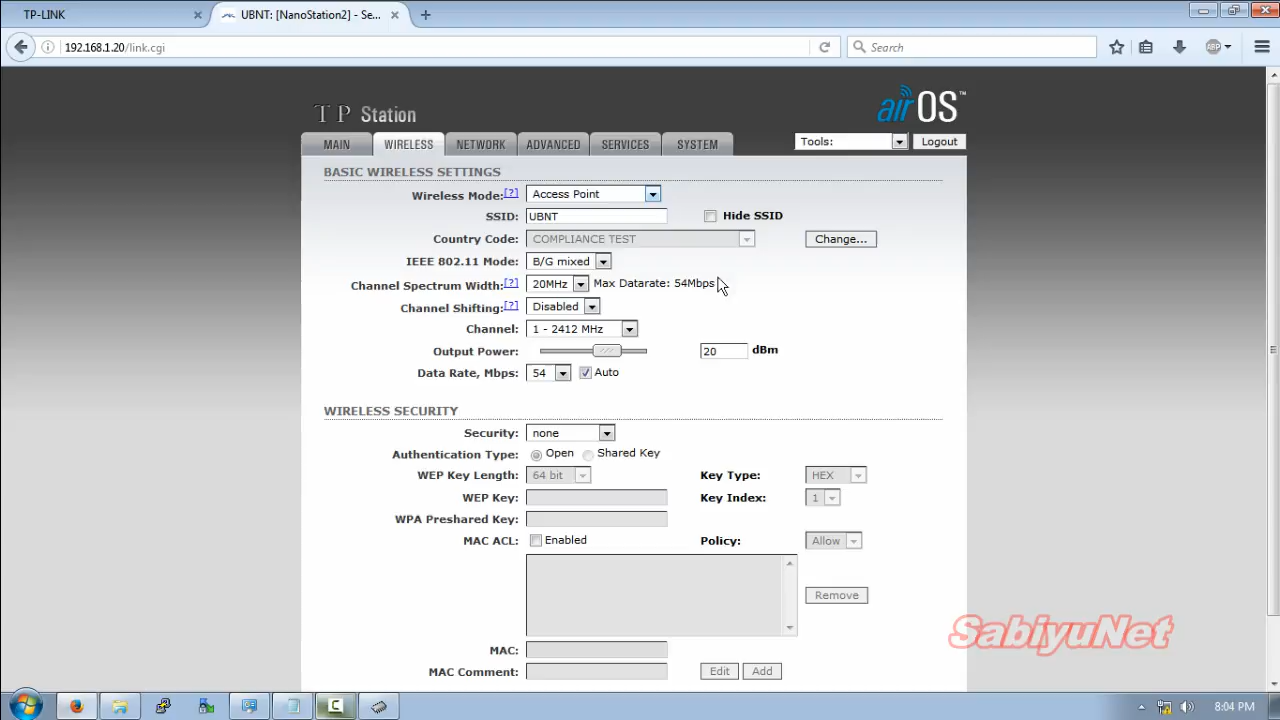 TP-LINK × UBNT: [NanoStation2] - Se... × +
192.168.1.20/link.cgi Search ABP
T P Station airOS™
MAIN WIRELESS NETWORK ADVANCED SERVICES SYSTEM Tools: Logout
BASIC WIRELESS SETTINGS
Wireless Mode:[?] Access Point
SSID: UBNT Hide SSID
Country Code: COMPLIANCE TEST Change...
IEEE 802.11 Mode: B/G mixed
Channel Spectrum Width:[?] 20MHz Max Datarate: 54Mbps
Channel Shifting:[?] Disabled
Channel: 1 - 2412 MHz
Output Power: 20 dBm
Data Rate, Mbps: 54 Auto
WIRELESS SECURITY
Security: none
Authentication Type: Open Shared Key
WEP Key Length: 64 bit Key Type: HEX
WEP Key: Key Index: 1
WPA Preshared Key:
MAC ACL: Enabled Policy: Allow
Remove
SabiyuNet
MAC:
MAC Comment: Edit Add
8:04 PM